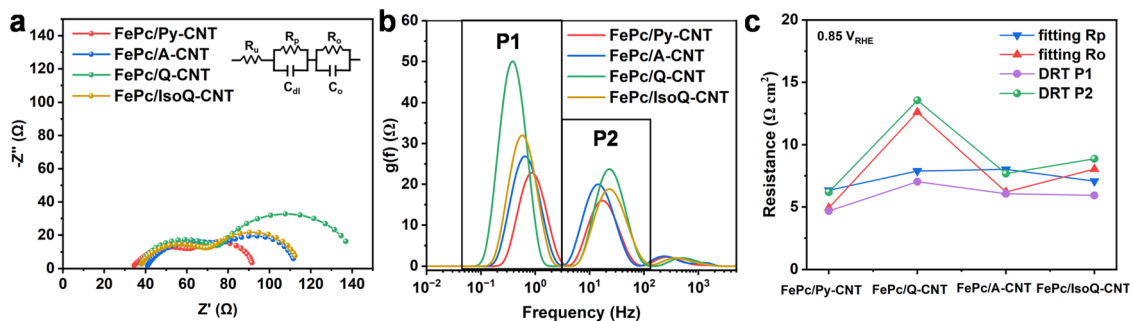 a
FePc/Py-CNT
FePc/A-CNT
FePc/Q-CNT
FePc/IsoQ-CNT
Ru
Rp
Ro
Cdl
Co
-Z'' (Ω)
140
120
100
80
60
40
20
0
0 20 40 60 80 100 120 140
Z' (Ω)
b
P1
P2
FePc/Py-CNT
FePc/A-CNT
FePc/Q-CNT
FePc/IsoQ-CNT
g(f) (Ω)
60
50
40
30
20
10
0
10⁻² 10⁻¹ 10⁰ 10¹ 10² 10³
Frequency (Hz)
c
0.85 VRHE
fitting Rp
fitting Ro
DRT P1
DRT P2
Resistance (Ω cm²)
20
15
10
5
0
FePc/Py-CNT FePc/Q-CNT FePc/A-CNT FePc/IsoQ-CNT